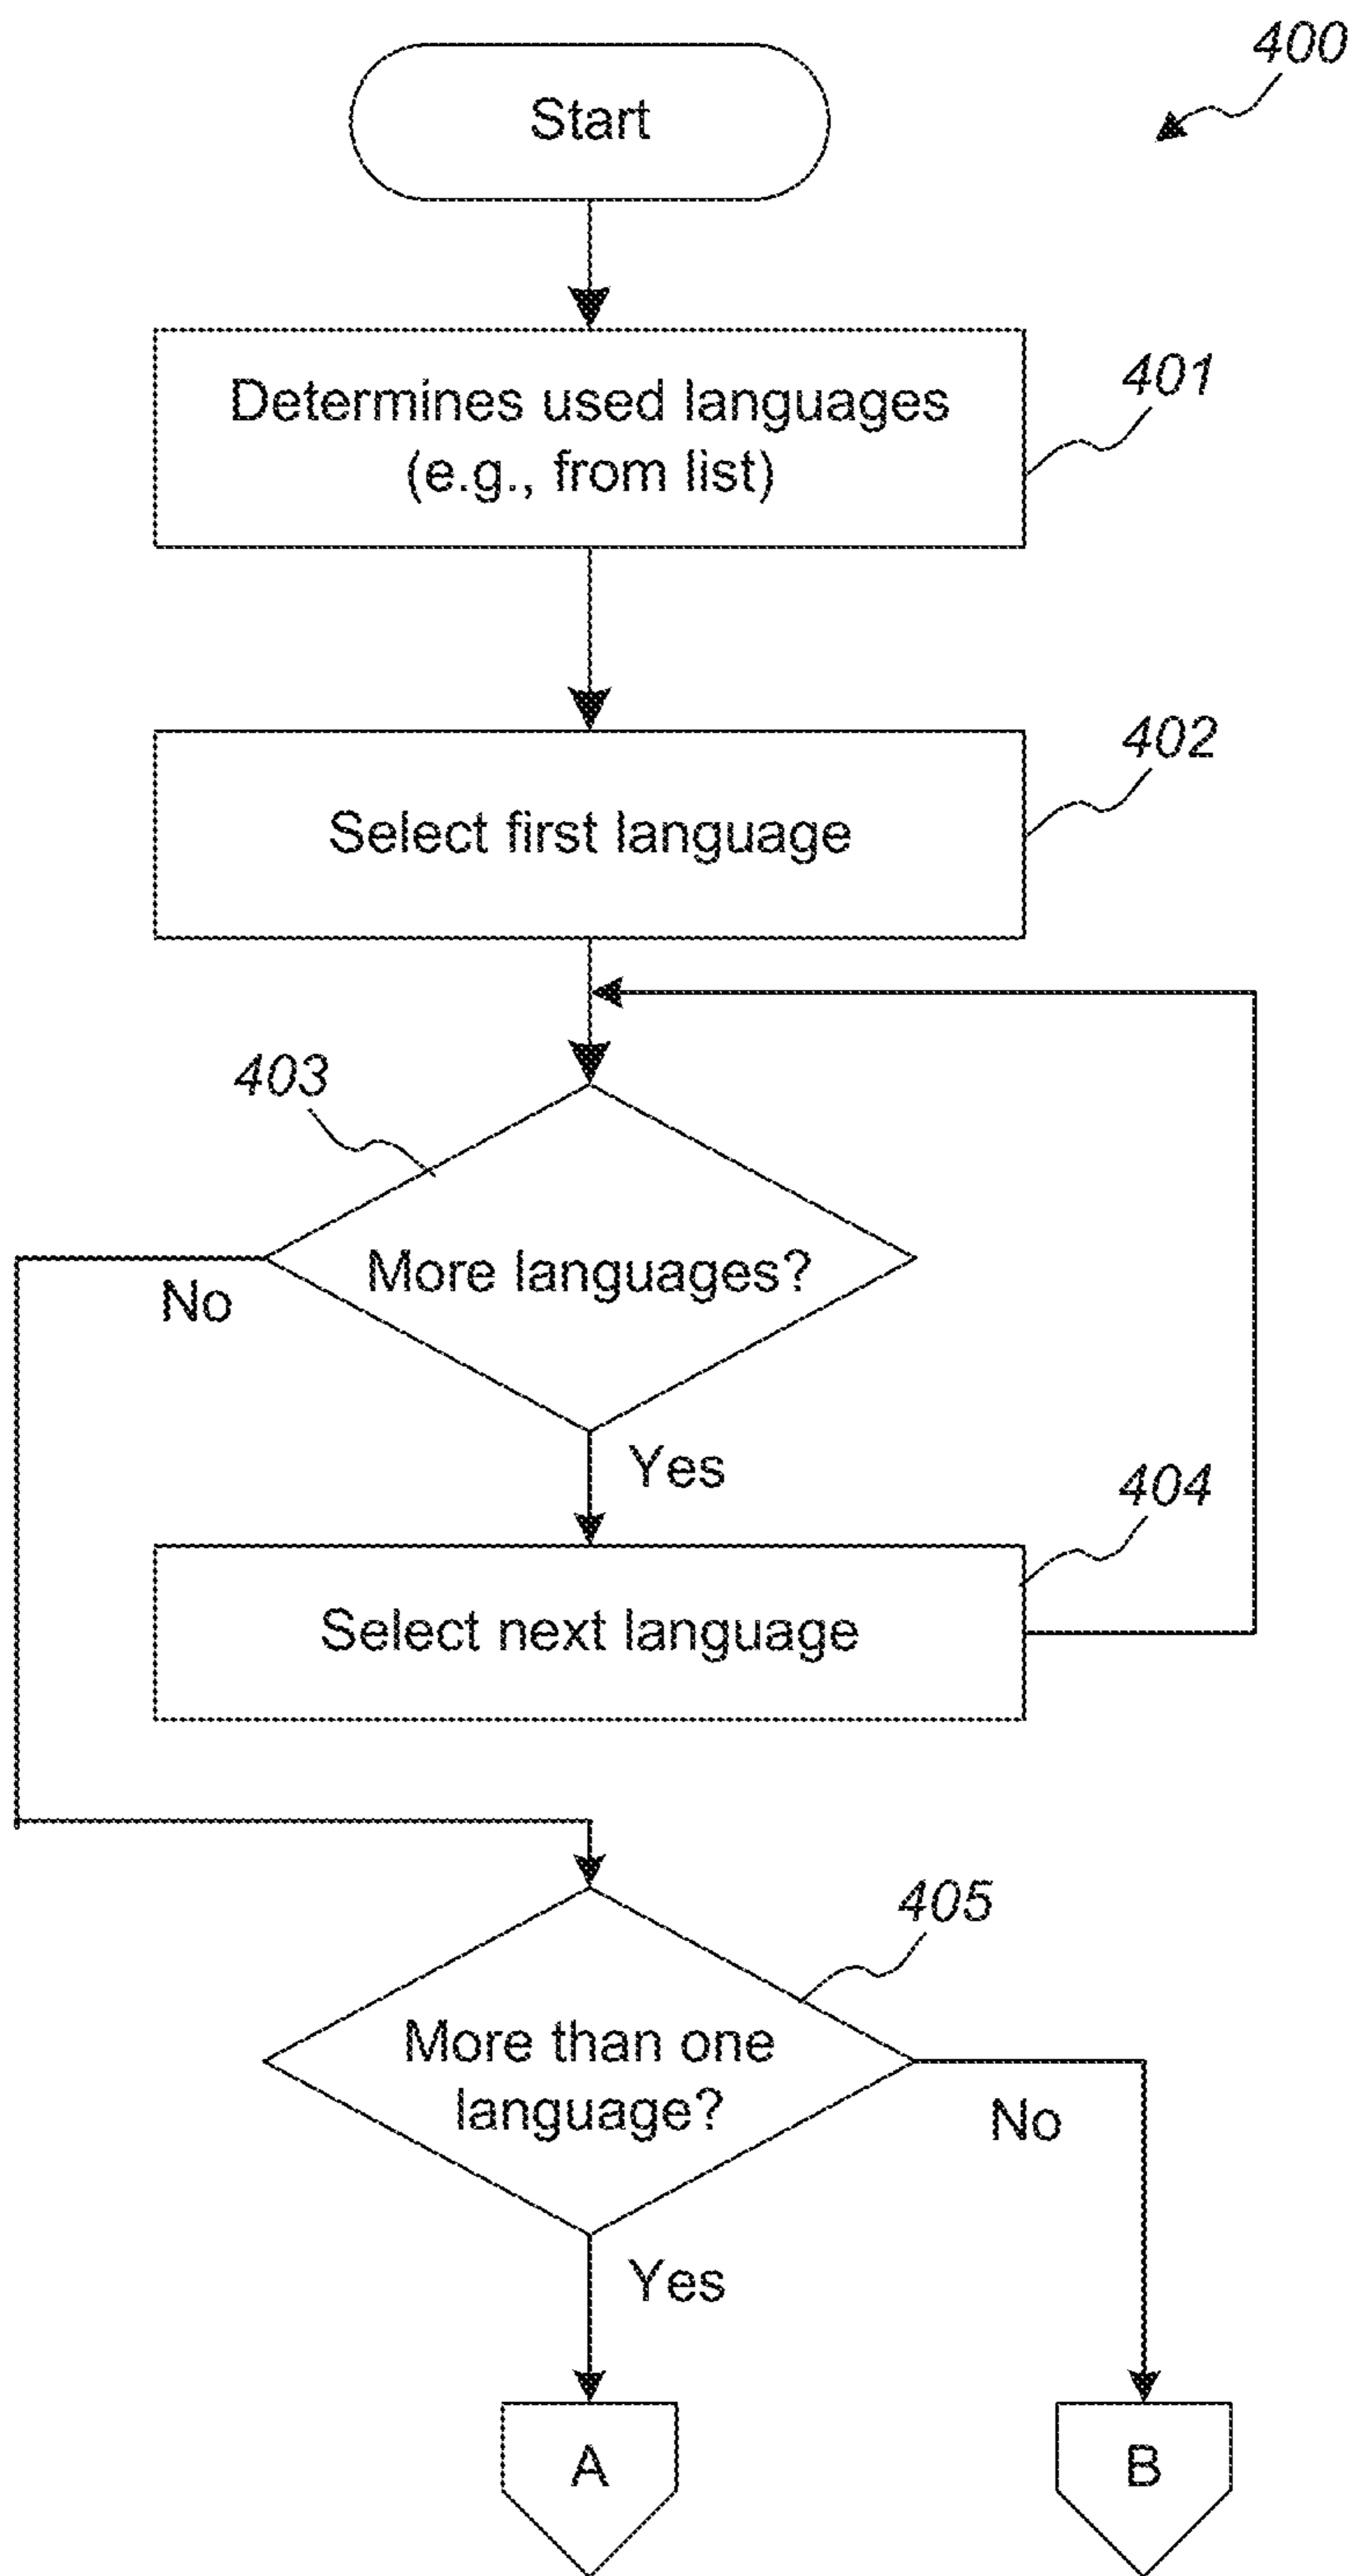 400
Start
Determines used languages
(e.g., from list)
401
402
Select first language
403
More languages?
No
Yes
404
Select next language
405
More than one
language?
No
Yes
A
B